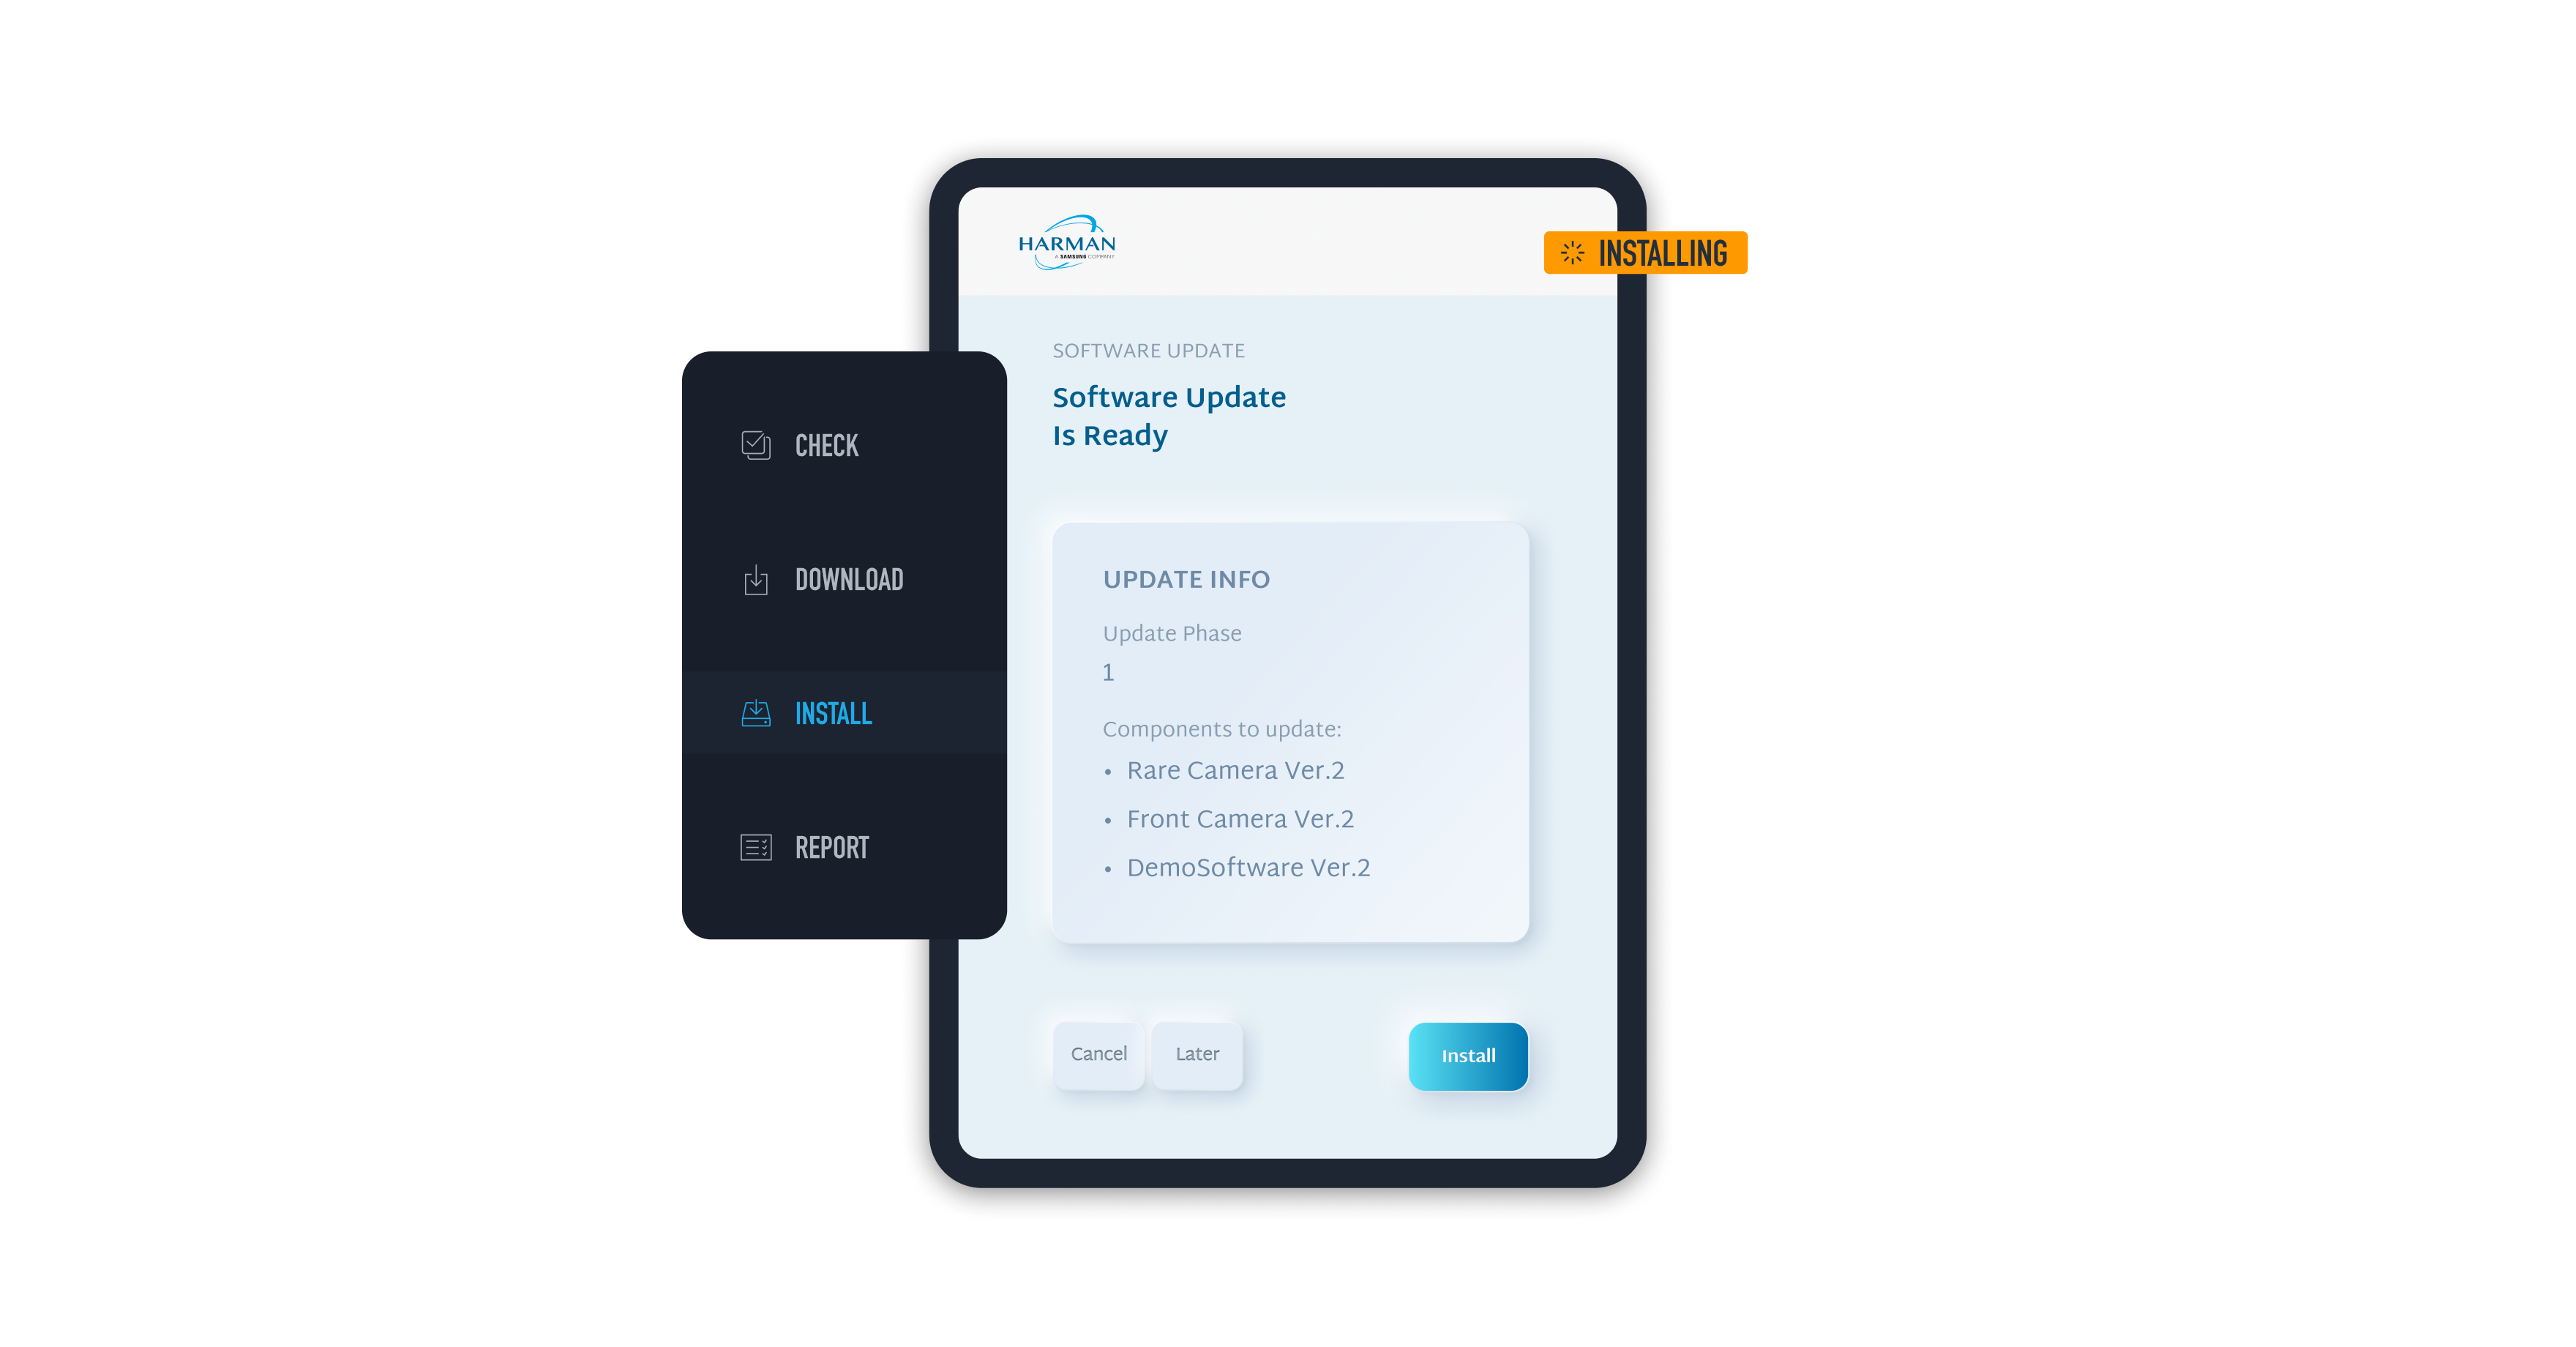 HARMAN
A SAMSUNG COMPANY
INSTALLING
CHECK
DOWNLOAD
INSTALL
REPORT
SOFTWARE UPDATE
Software Update
Is Ready
UPDATE INFO
Update Phase
1
Components to update:
• Rare Camera Ver.2
• Front Camera Ver.2
• DemoSoftware Ver.2
Cancel
Later
Install